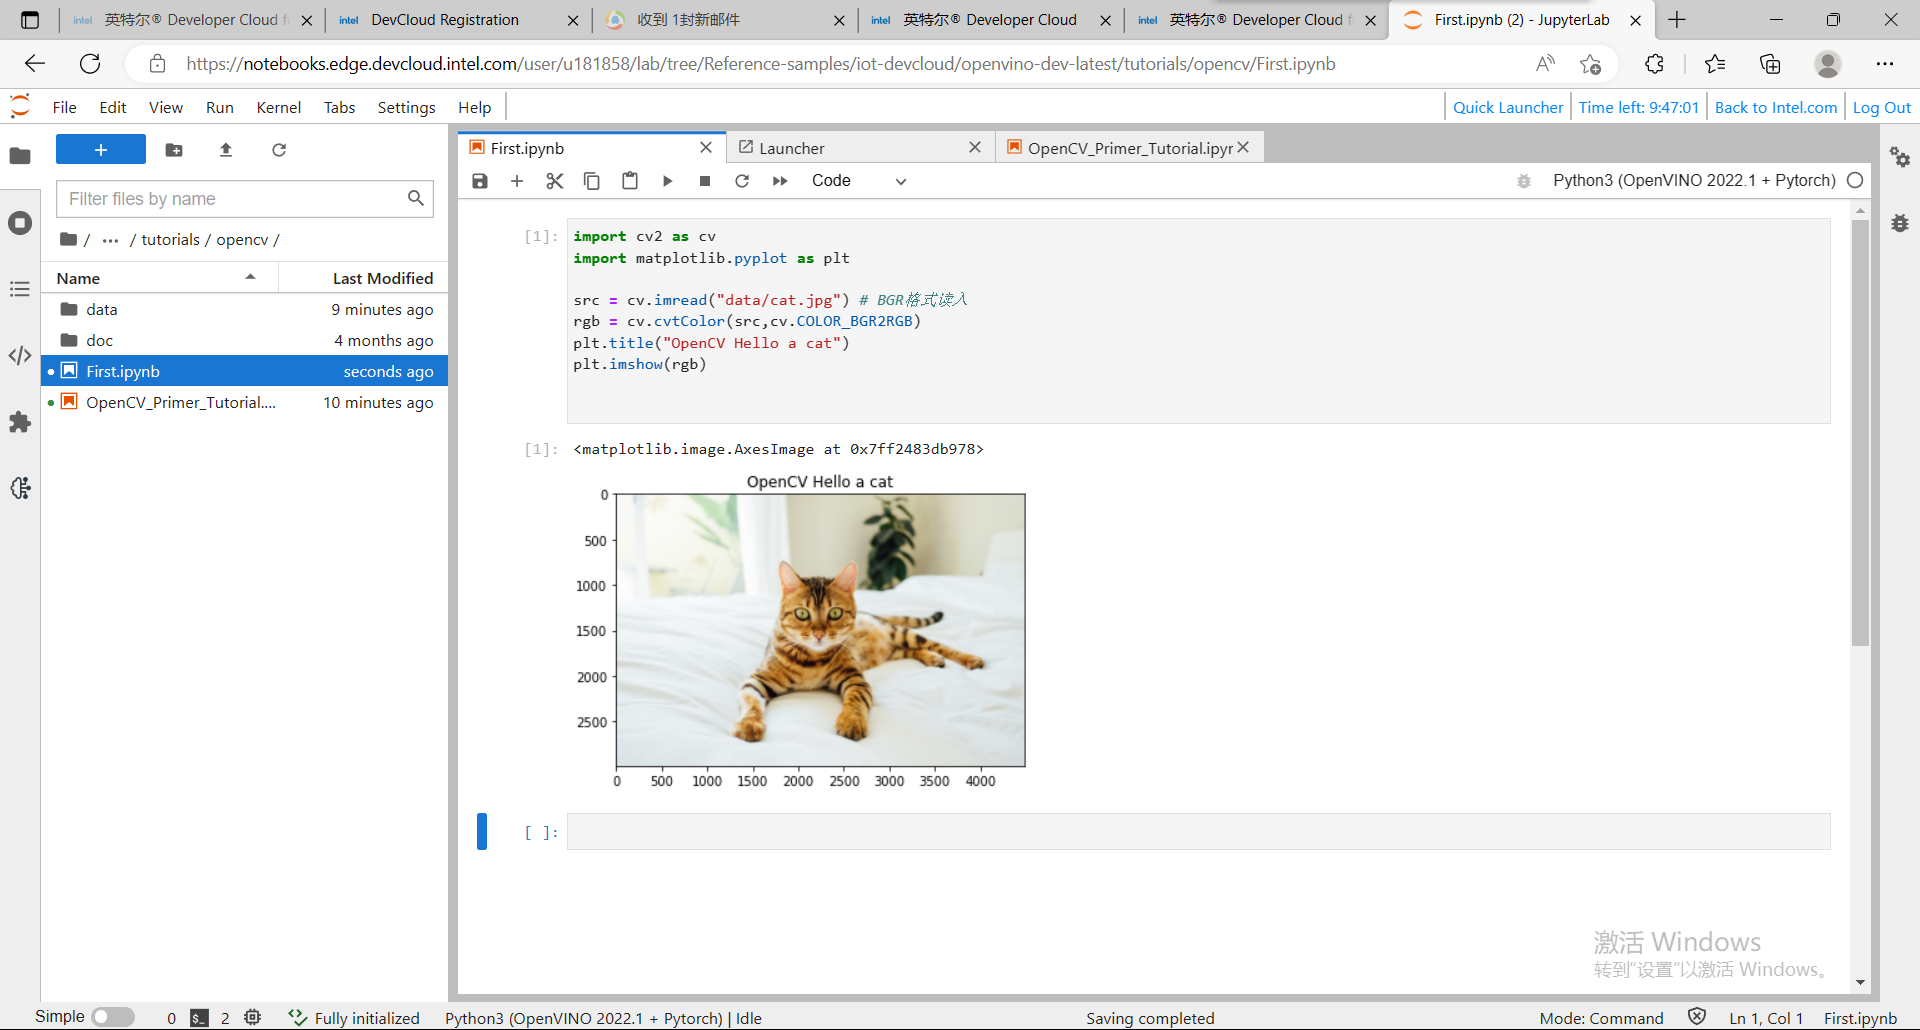 intel 英特尔® Developer Cloud f
intel DevCloud Registration
收到 1封新邮件
intel 英特尔® Developer Cloud
intel 英特尔® Developer Cloud f
First.ipynb (2) - JupyterLab
https://notebooks.edge.devcloud.intel.com/user/u181858/lab/tree/Reference-samples/iot-devcloud/openvino-dev-latest/tutorials/opencv/First.ipynb
File Edit View Run Kernel Tabs Settings Help
Quick Launcher Time left: 9:47:01 Back to Intel.com Log Out
Filter files by name
/ ··· / tutorials / opencv /
Name Last Modified
data 9 minutes ago
doc 4 months ago
First.ipynb seconds ago
OpenCV_Primer_Tutorial.... 10 minutes ago
First.ipynb
Launcher
OpenCV_Primer_Tutorial.ipyr
Code
Python3 (OpenVINO 2022.1 + Pytorch)
[1]: import cv2 as cv
import matplotlib.pyplot as plt
src = cv.imread("data/cat.jpg") # BGR格式读入
rgb = cv.cvtColor(src,cv.COLOR_BGR2RGB)
plt.title("OpenCV Hello a cat")
plt.imshow(rgb)
[1]: <matplotlib.image.AxesImage at 0x7ff2483db978>
OpenCV Hello a cat
0
500
1000
1500
2000
2500
0 500 1000 1500 2000 2500 3000 3500 4000
[ ]:
激活 Windows
转到“设置”以激活 Windows。
Simple 0 $_ 2 Fully initialized Python3 (OpenVINO 2022.1 + Pytorch) | Idle Saving completed Mode: Command Ln 1, Col 1 First.ipynb